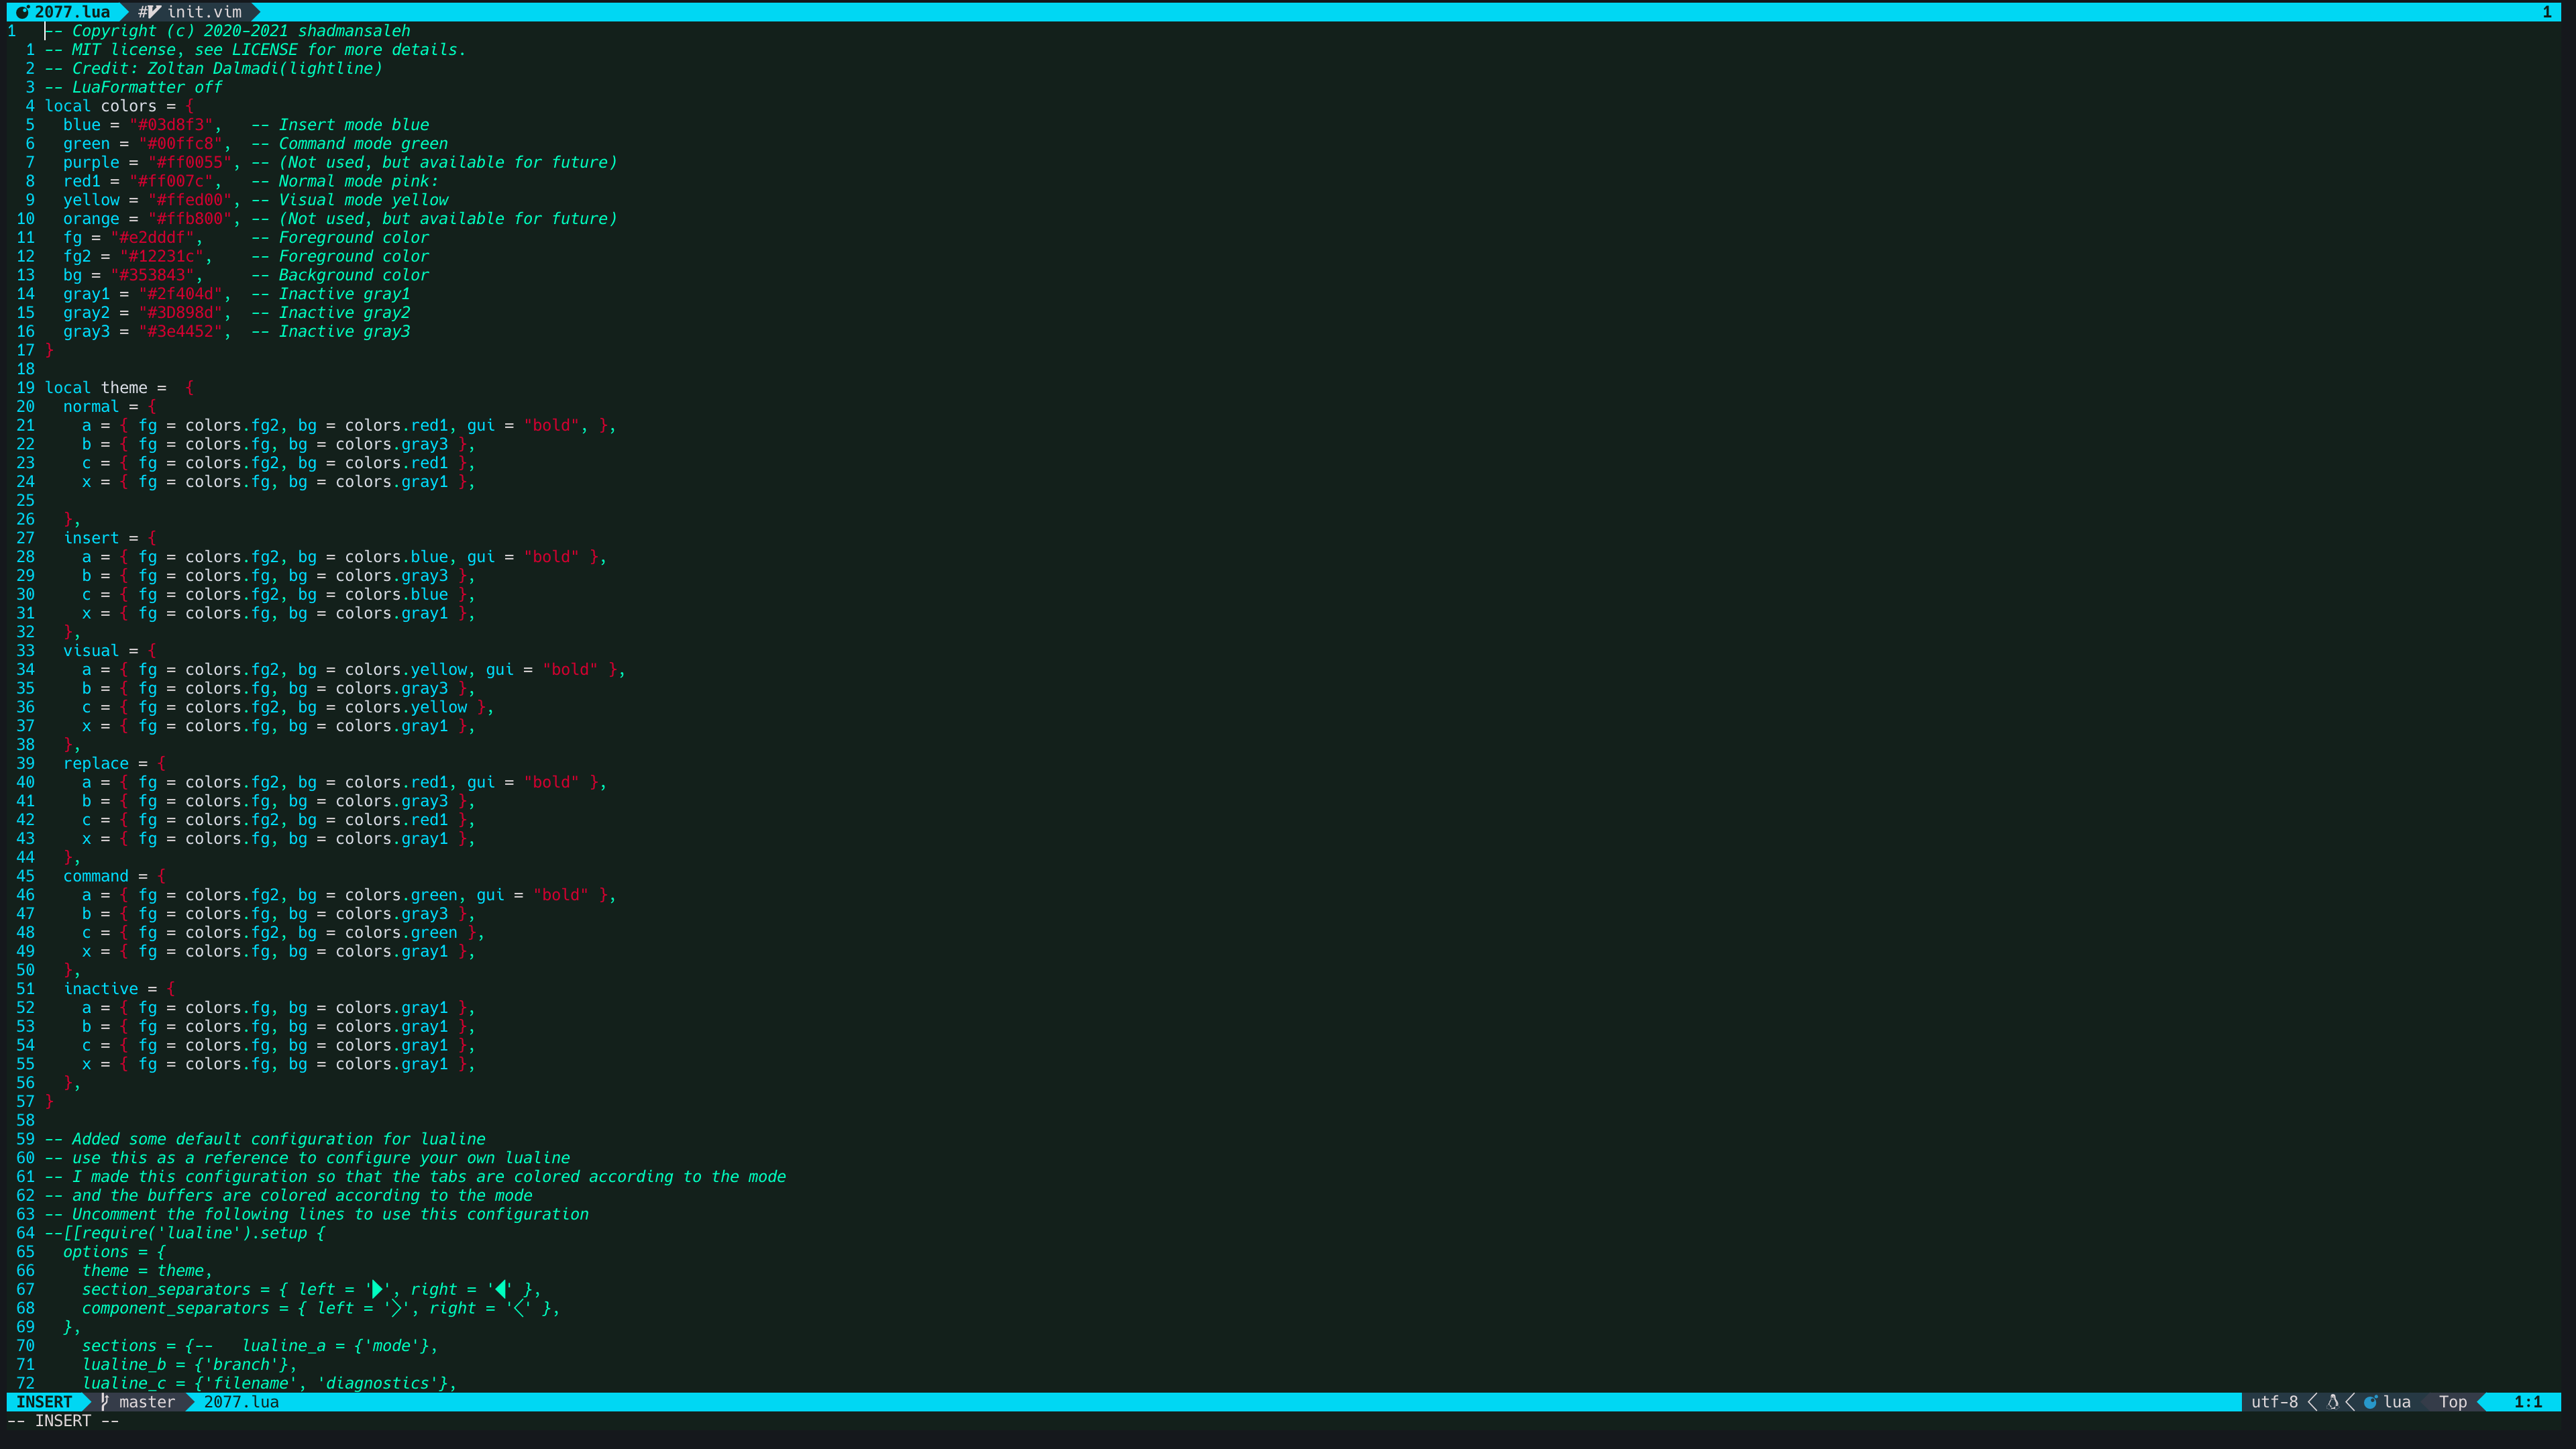 2077.lua # init.vim 1
1 -- Copyright (c) 2020-2021 shadmansaleh
1 -- MIT license, see LICENSE for more details.
2 -- Credit: Zoltan Dalmadi(lightline)
3 -- LuaFormatter off
4 local colors = {
5   blue = "#03d8f3",   -- Insert mode blue
6   green = "#00ffc8",  -- Command mode green
7   purple = "#ff0055", -- (Not used, but available for future)
8   red1 = "#ff007c",   -- Normal mode pink:
9   yellow = "#ffed00", -- Visual mode yellow
10   orange = "#ffb800", -- (Not used, but available for future)
11   fg = "#e2dddf",     -- Foreground color
12   fg2 = "#12231c",    -- Foreground color
13   bg = "#353843",     -- Background color
14   gray1 = "#2f404d",  -- Inactive gray1
15   gray2 = "#3D898d",  -- Inactive gray2
16   gray3 = "#3e4452",  -- Inactive gray3
17 }
18
19 local theme =  {
20   normal = {
21     a = { fg = colors.fg2, bg = colors.red1, gui = "bold", },
22     b = { fg = colors.fg, bg = colors.gray3 },
23     c = { fg = colors.fg2, bg = colors.red1 },
24     x = { fg = colors.fg, bg = colors.gray1 },
25
26   },
27   insert = {
28     a = { fg = colors.fg2, bg = colors.blue, gui = "bold" },
29     b = { fg = colors.fg, bg = colors.gray3 },
30     c = { fg = colors.fg2, bg = colors.blue },
31     x = { fg = colors.fg, bg = colors.gray1 },
32   },
33   visual = {
34     a = { fg = colors.fg2, bg = colors.yellow, gui = "bold" },
35     b = { fg = colors.fg, bg = colors.gray3 },
36     c = { fg = colors.fg2, bg = colors.yellow },
37     x = { fg = colors.fg, bg = colors.gray1 },
38   },
39   replace = {
40     a = { fg = colors.fg2, bg = colors.red1, gui = "bold" },
41     b = { fg = colors.fg, bg = colors.gray3 },
42     c = { fg = colors.fg2, bg = colors.red1 },
43     x = { fg = colors.fg, bg = colors.gray1 },
44   },
45   command = {
46     a = { fg = colors.fg2, bg = colors.green, gui = "bold" },
47     b = { fg = colors.fg, bg = colors.gray3 },
48     c = { fg = colors.fg2, bg = colors.green },
49     x = { fg = colors.fg, bg = colors.gray1 },
50   },
51   inactive = {
52     a = { fg = colors.fg, bg = colors.gray1 },
53     b = { fg = colors.fg, bg = colors.gray1 },
54     c = { fg = colors.fg, bg = colors.gray1 },
55     x = { fg = colors.fg, bg = colors.gray1 },
56   },
57 }
58
59 -- Added some default configuration for lualine
60 -- use this as a reference to configure your own lualine
61 -- I made this configuration so that the tabs are colored according to the mode
62 -- and the buffers are colored according to the mode
63 -- Uncomment the following lines to use this configuration
64 --[[require('lualine').setup {
65   options = {
66     theme = theme,
67     section_separators = { left = '', right = '' },
68     component_separators = { left = '', right = '' },
69   },
70     sections = {--   lualine_a = {'mode'},
71     lualine_b = {'branch'},
72     lualine_c = {'filename', 'diagnostics'},
INSERT master 2077.lua utf-8 lua Top 1:1
-- INSERT --